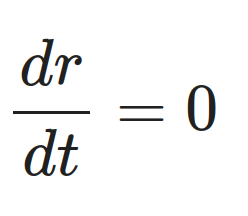 dr/dt = 0